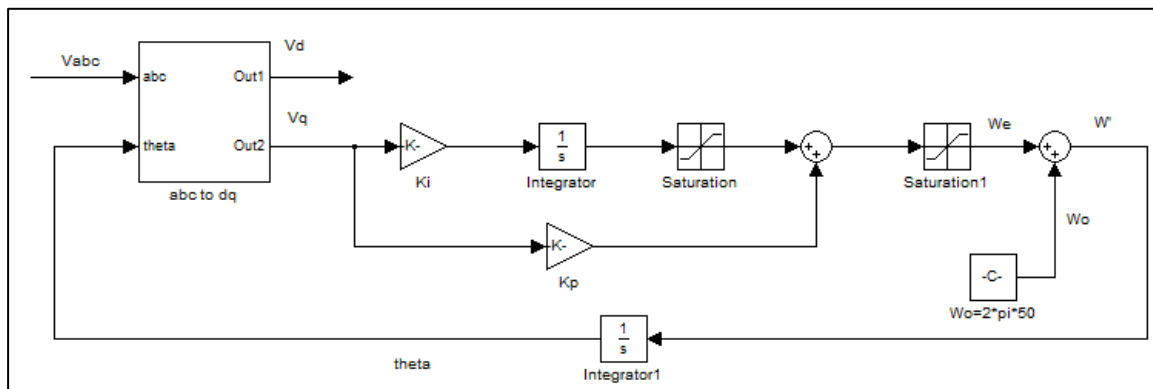 Vabc
abc
theta
Out1
Out2
abc to dq
Vd
Vq
K-
Ki
1
s
Integrator
Saturation
K-
Kp
+
+
Saturation1
We
+
+
W'
Wo
-C-
Wo=2*pi*50
1
s
Integrator1
theta